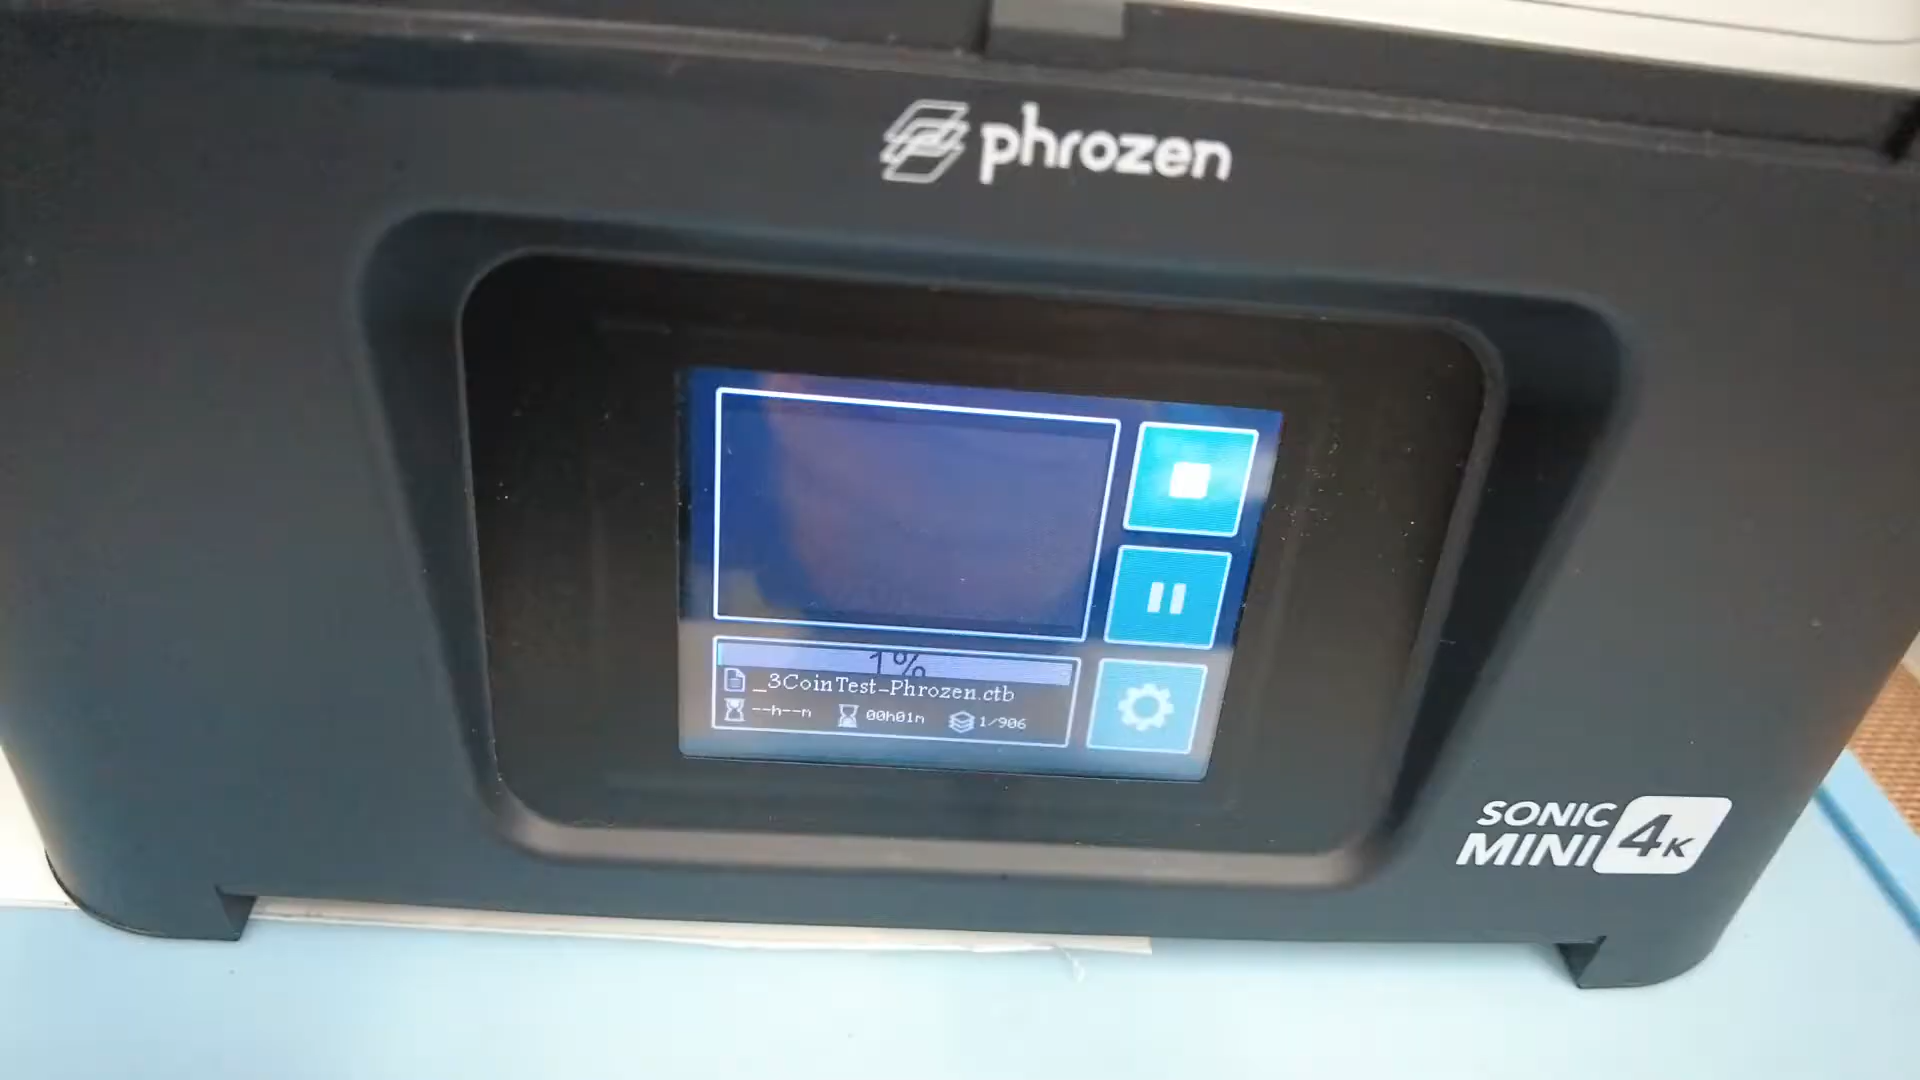 phrozen
1%
_3CoinTest-Phrozen.ctb
--h--m 00h01m 1/906
SONIC
MINI 4K